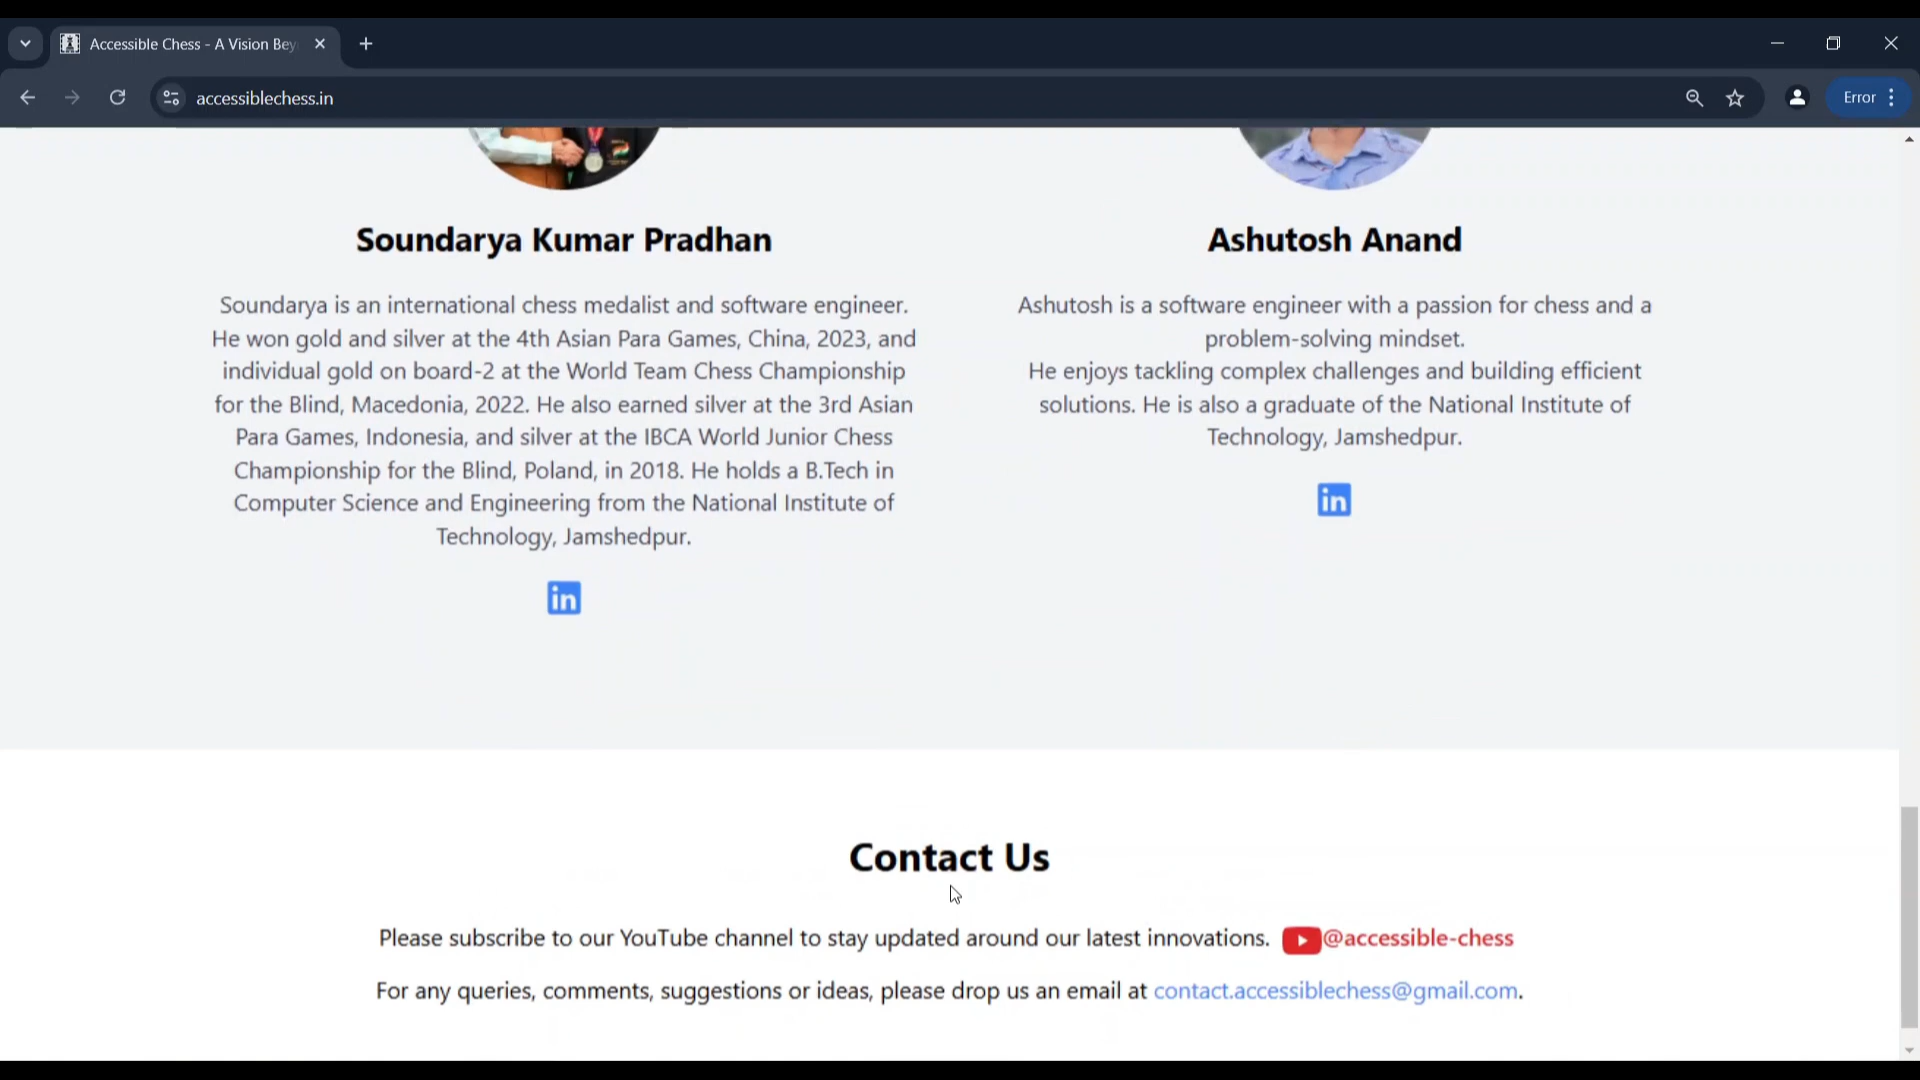 Accessible Chess - A Vision Bey
accessiblechess.in
Error
Soundarya Kumar Pradhan
Soundarya is an international chess medalist and software engineer.
He won gold and silver at the 4th Asian Para Games, China, 2023, and
individual gold on board-2 at the World Team Chess Championship
for the Blind, Macedonia, 2022. He also earned silver at the 3rd Asian
Para Games, Indonesia, and silver at the IBCA World Junior Chess
Championship for the Blind, Poland, in 2018. He holds a B.Tech in
Computer Science and Engineering from the National Institute of
Technology, Jamshedpur.
in
Ashutosh Anand
Ashutosh is a software engineer with a passion for chess and a
problem-solving mindset.
He enjoys tackling complex challenges and building efficient
solutions. He is also a graduate of the National Institute of
Technology, Jamshedpur.
in
Contact Us
Please subscribe to our YouTube channel to stay updated around our latest innovations. @accessible-chess
For any queries, comments, suggestions or ideas, please drop us an email at contact.accessiblechess@gmail.com.